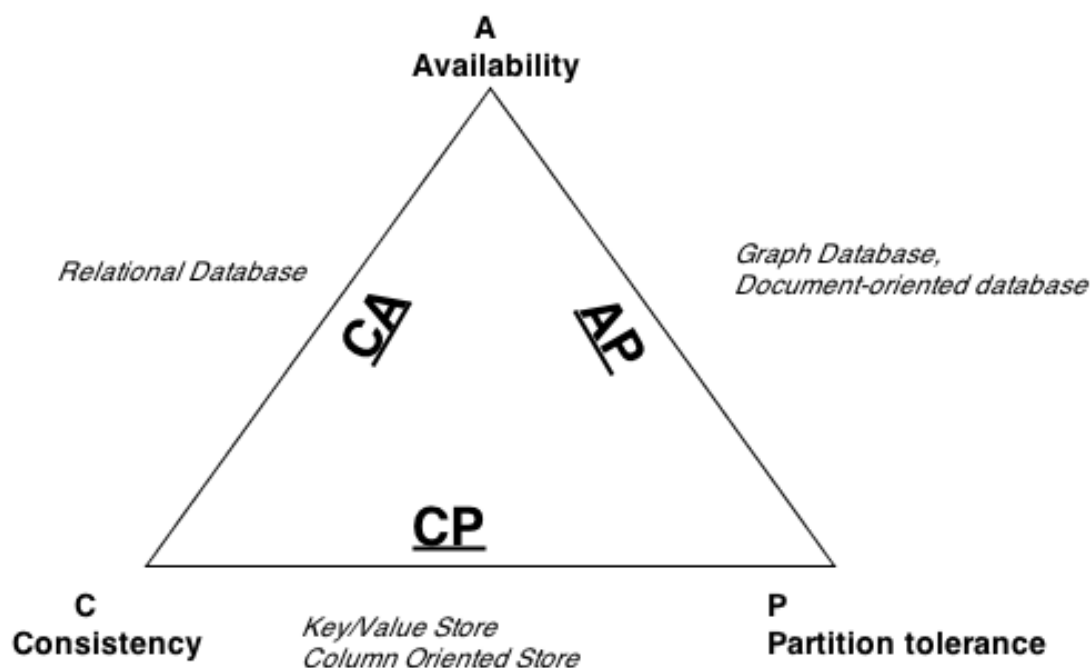 A
Availability
Relational Database
Graph Database,
Document-oriented database
CA
AP
CP
C
Consistency
Key/Value Store
Column Oriented Store
P
Partition tolerance